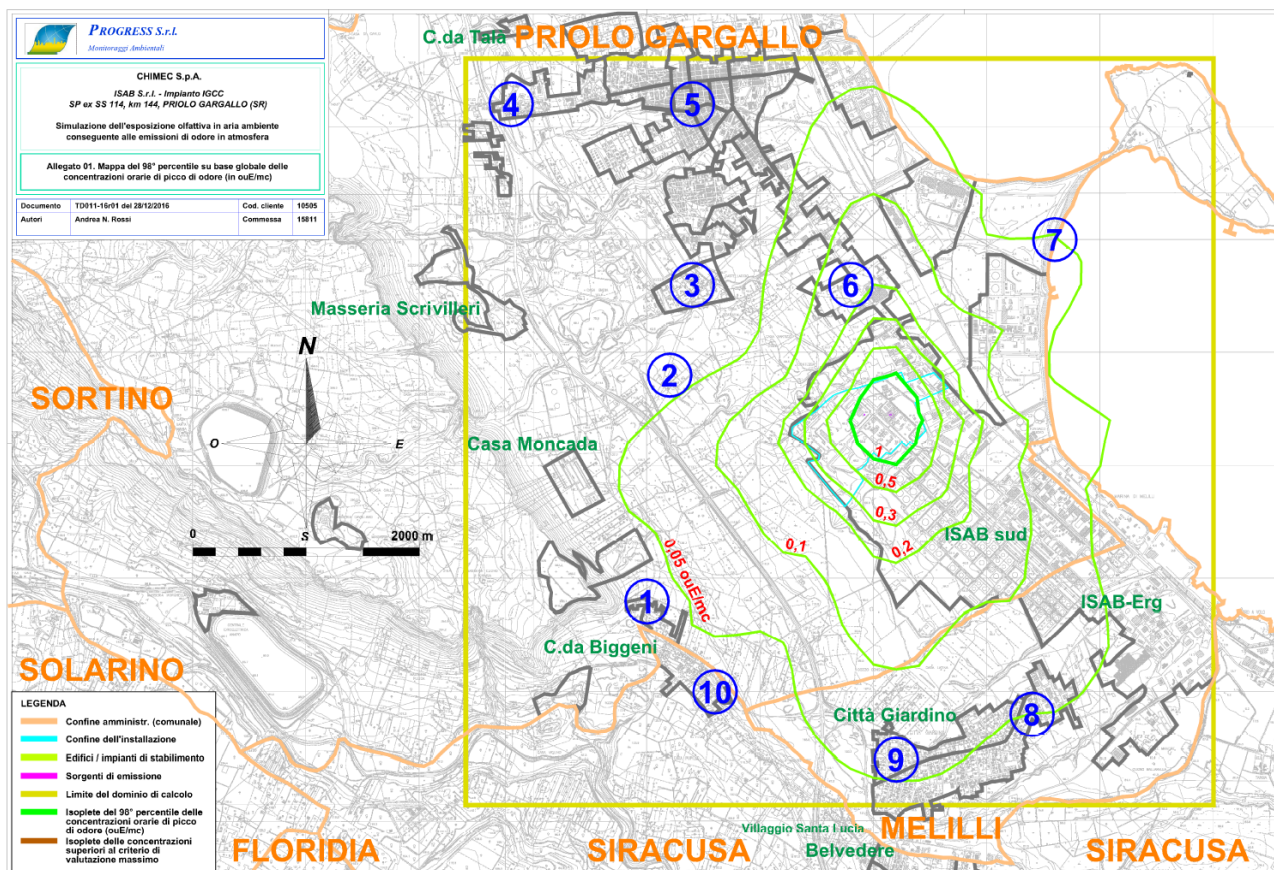 PROGRESS S.r.l.
Monitoraggi Ambientali
CHIMEC S.p.A.
ISAB S.r.l. - Impianto IGCC
SP ex SS 114, km 144, PRIOLO GARGALLO (SR)
Simulazione dell'esposizione olfattiva in aria ambiente
conseguente alle emissioni di odore in atmosfera
Allegato 01. Mappa del 98° percentile su base globale delle
concentrazioni orarie di picco di odore (in ouE/mc)
Documento TD011-16r01 del 28/12/2016 Cod. cliente 10505
Autori Andrea N. Rossi Commessa 15811
C.da Talà PRIOLO GARGALLO
4
5
7
3
6
Masseria Scrivilleri
N
2
SORTINO
O
E
Casa Moncada
1
0,5
0,3
0
S
2000 m
0,2
0,1
ISAB sud
0,05 ouE/mc
1
ISAB-Erg
C.da Biggeni
SOLARINO
10
Città Giardino
8
9
LEGENDA
Confine amministr. (comunale)
Confine dell'installazione
Edifici / impianti di stabilimento
Sorgenti di emissione
Limite del dominio di calcolo
Isoplete del 98° percentile delle
concentrazioni orarie di picco
di odore (ouE/mc)
Isoplete delle concentrazioni
superiori al criterio di
valutazione massimo
Villaggio Santa Lucia
MELILLI
Belvedere
FLORIDIA
SIRACUSA
SIRACUSA